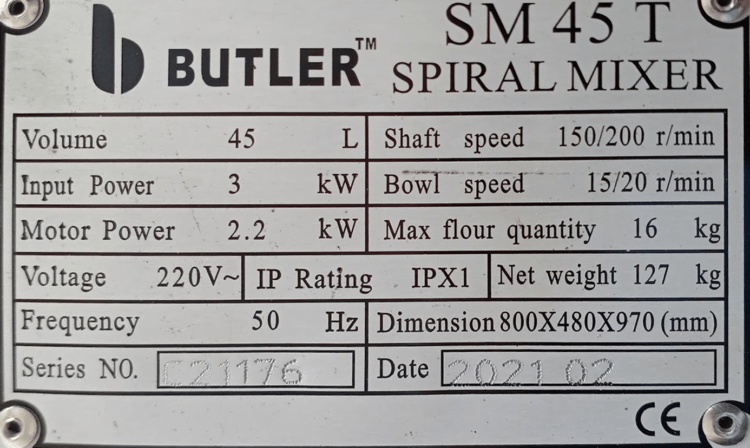 BUTLER™
SM 45 T
SPIRAL MIXER
Volume 45 L Shaft speed 150/200 r/min
Input Power 3 kW Bowl speed 15/20 r/min
Motor Power 2.2 kW Max flour quantity 16 kg
Voltage 220V~ IP Rating IPX1 Net weight 127 kg
Frequency 50 Hz Dimension 800X480X970 (mm)
Series NO. C21176 Date 2021 02
CE